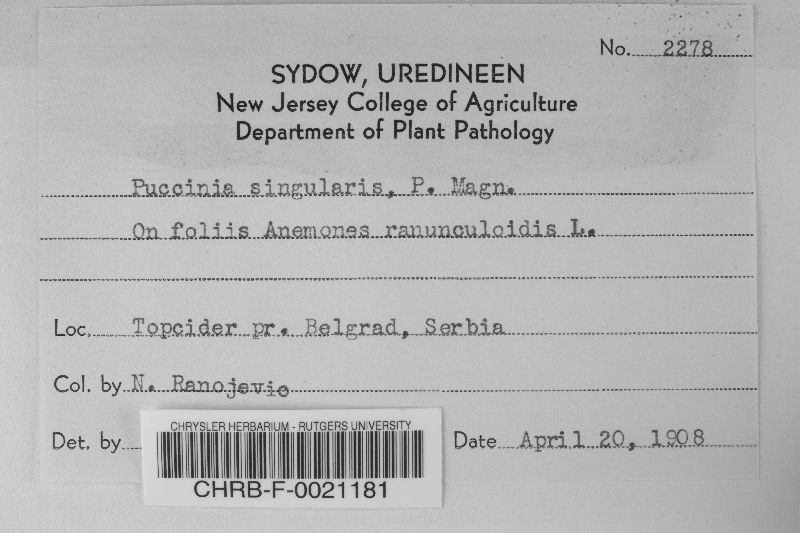 No. 2278
SYDOW, UREDINEEN
New Jersey College of Agriculture
Department of Plant Pathology
Puccinia singularis, P. Magn.
On foliis Anemones ranunculoidis L.
Loc. Topcider pr. Belgrad, Serbia
Col. by N. Ranojevic
Det. by
Date April 20, 1908
CHRYSLER HERBARIUM - RUTGERS UNIVERSITY
CHRB-F-0021181